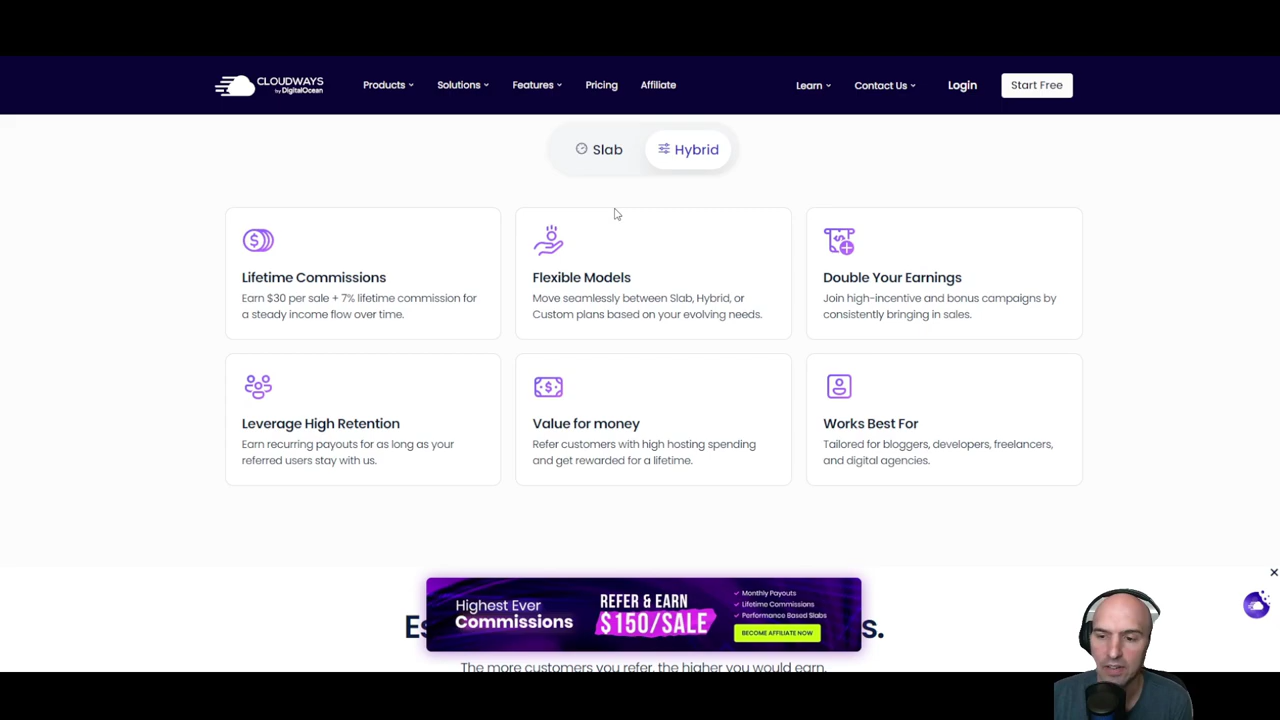 CLOUDWAYS
by DigitalOcean
Products
Solutions
Features
Pricing
Affiliate
Learn
Contact Us
Login
Start Free
Slab
Hybrid
Lifetime Commissions
Earn $30 per sale + 7% lifetime commission for
a steady income flow over time.
Flexible Models
Move seamlessly between Slab, Hybrid, or
Custom plans based on your evolving needs.
Double Your Earnings
Join high-incentive and bonus campaigns by
consistently bringing in sales.
Leverage High Retention
Earn recurring payouts for as long as your
referred users stay with us.
Value for money
Refer customers with high hosting spending
and get rewarded for a lifetime.
Works Best For
Tailored for bloggers, developers, freelancers,
and digital agencies.
Highest Ever
Commissions
REFER & EARN
$150/SALE
Monthly Payouts
Lifetime Commissions
Performance Based Slabs
BECOME AFFILIATE NOW
The more customers you refer, the higher you would earn.